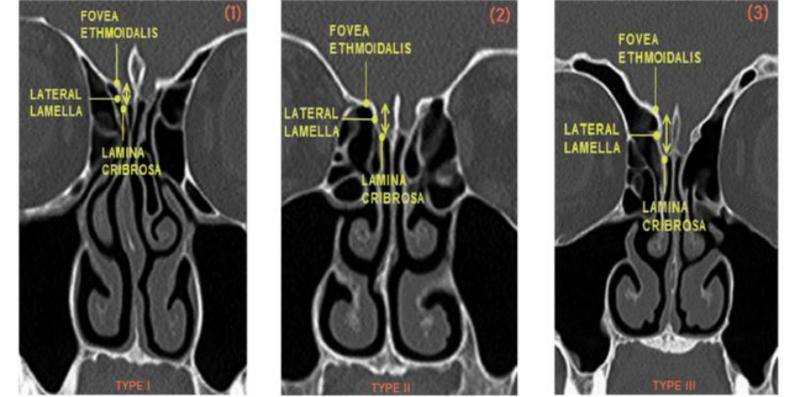 (1)
FOVEA
ETHMOIDALIS
LATERAL
LAMELLA
LAMINA
CRIBROSA
TYPE I
(2)
FOVEA
ETHMOIDALIS
LATERAL
LAMELLA
LAMINA
CRIBROSA
TYPE II
(3)
FOVEA
ETHMOIDALIS
LATERAL
LAMELLA
LAMINA
CRIBROSA
TYPE III